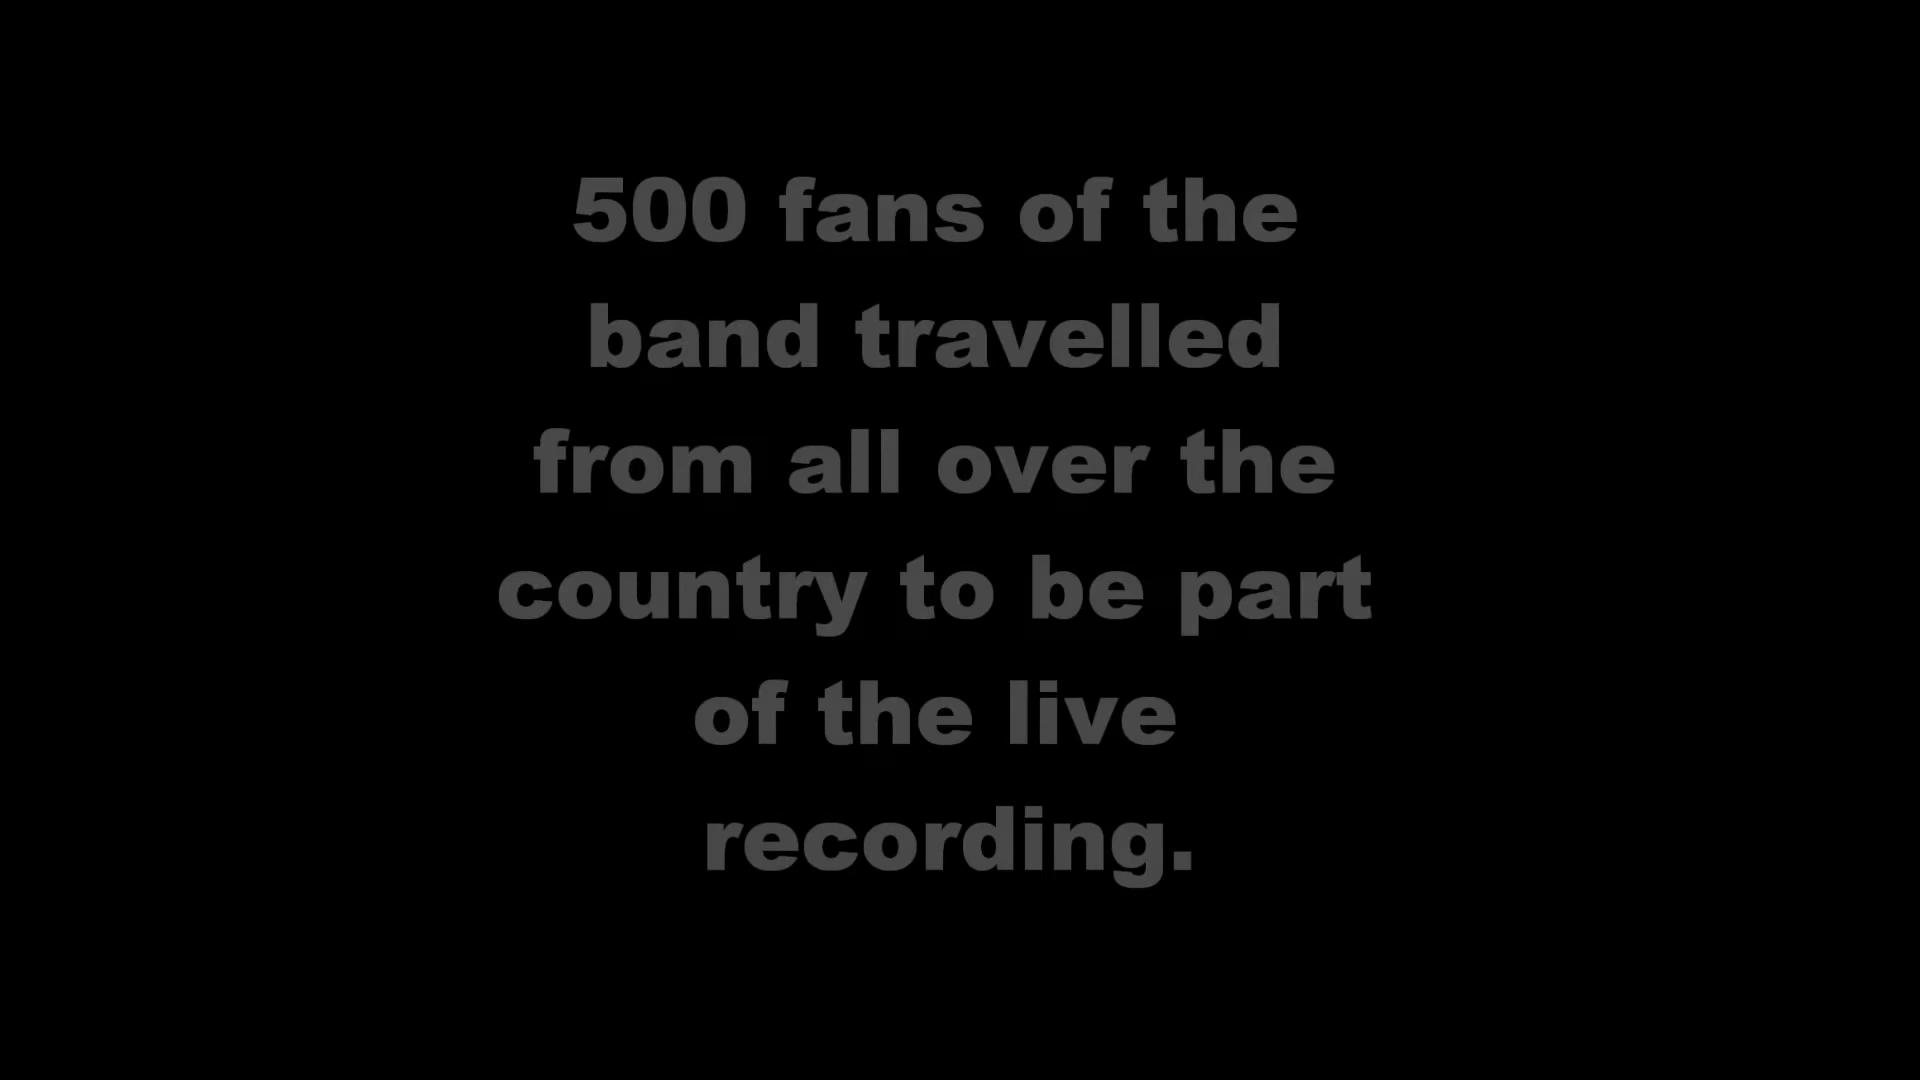 500 fans of the
band travelled
from all over the
country to be part
of the live
recording.